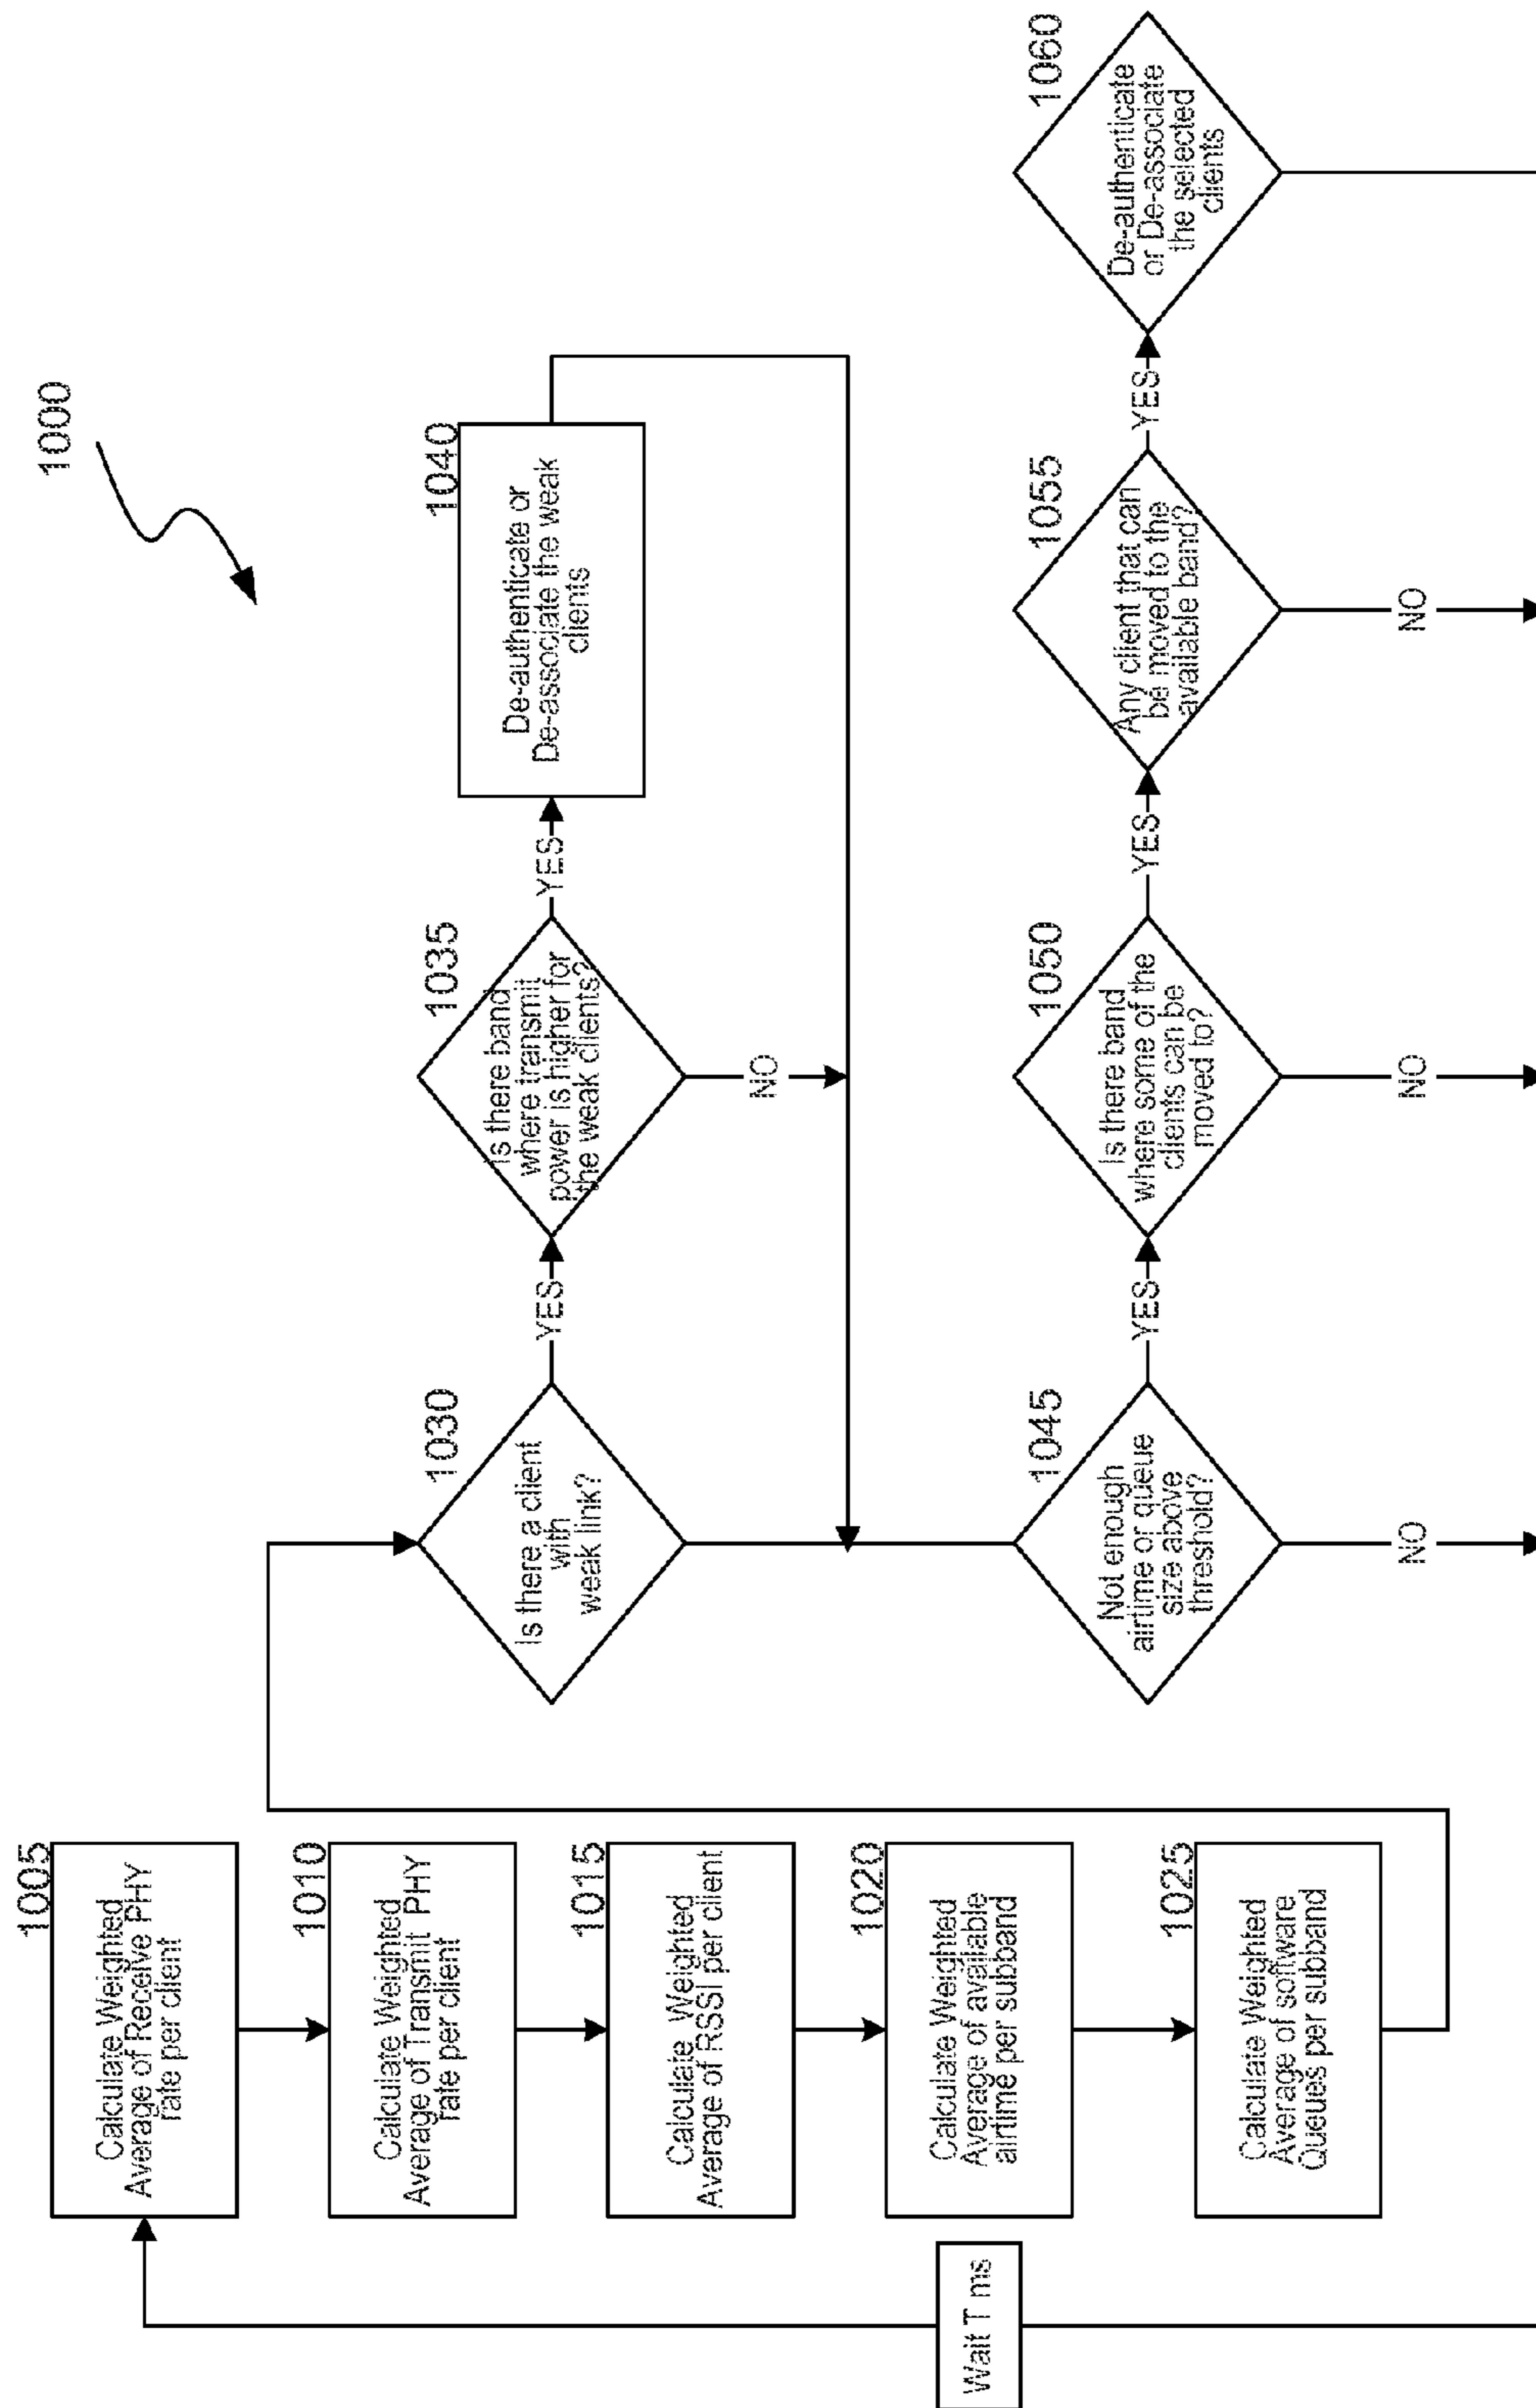 1000
1005
Calculate Weighted
Average of Receive PHY
rate per client
1010
Calculate Weighted
Average of Transmit PHY
rate per client
1015
Calculate Weighted
Average of RSSI per client
1020
Calculate Weighted
Average of available
airtime per subband
1025
Calculate Weighted
Average of software
Queues per subband
Wait T ms
1030
Is there a client
with
weak link?
YES
1035
Is there band
where transmit
power is higher for
the weak clients?
YES
NO
1040
De-authenticate or
De-associate the weak
clients
1045
Not enough
airtime or queue
size above
threshold?
YES
NO
1050
Is there band
where some of the
clients can be
moved to?
YES
NO
1055
Any client that can
be moved to the
available band?
YES
NO
1060
De-authenticate
or De-associate
the selected
clients